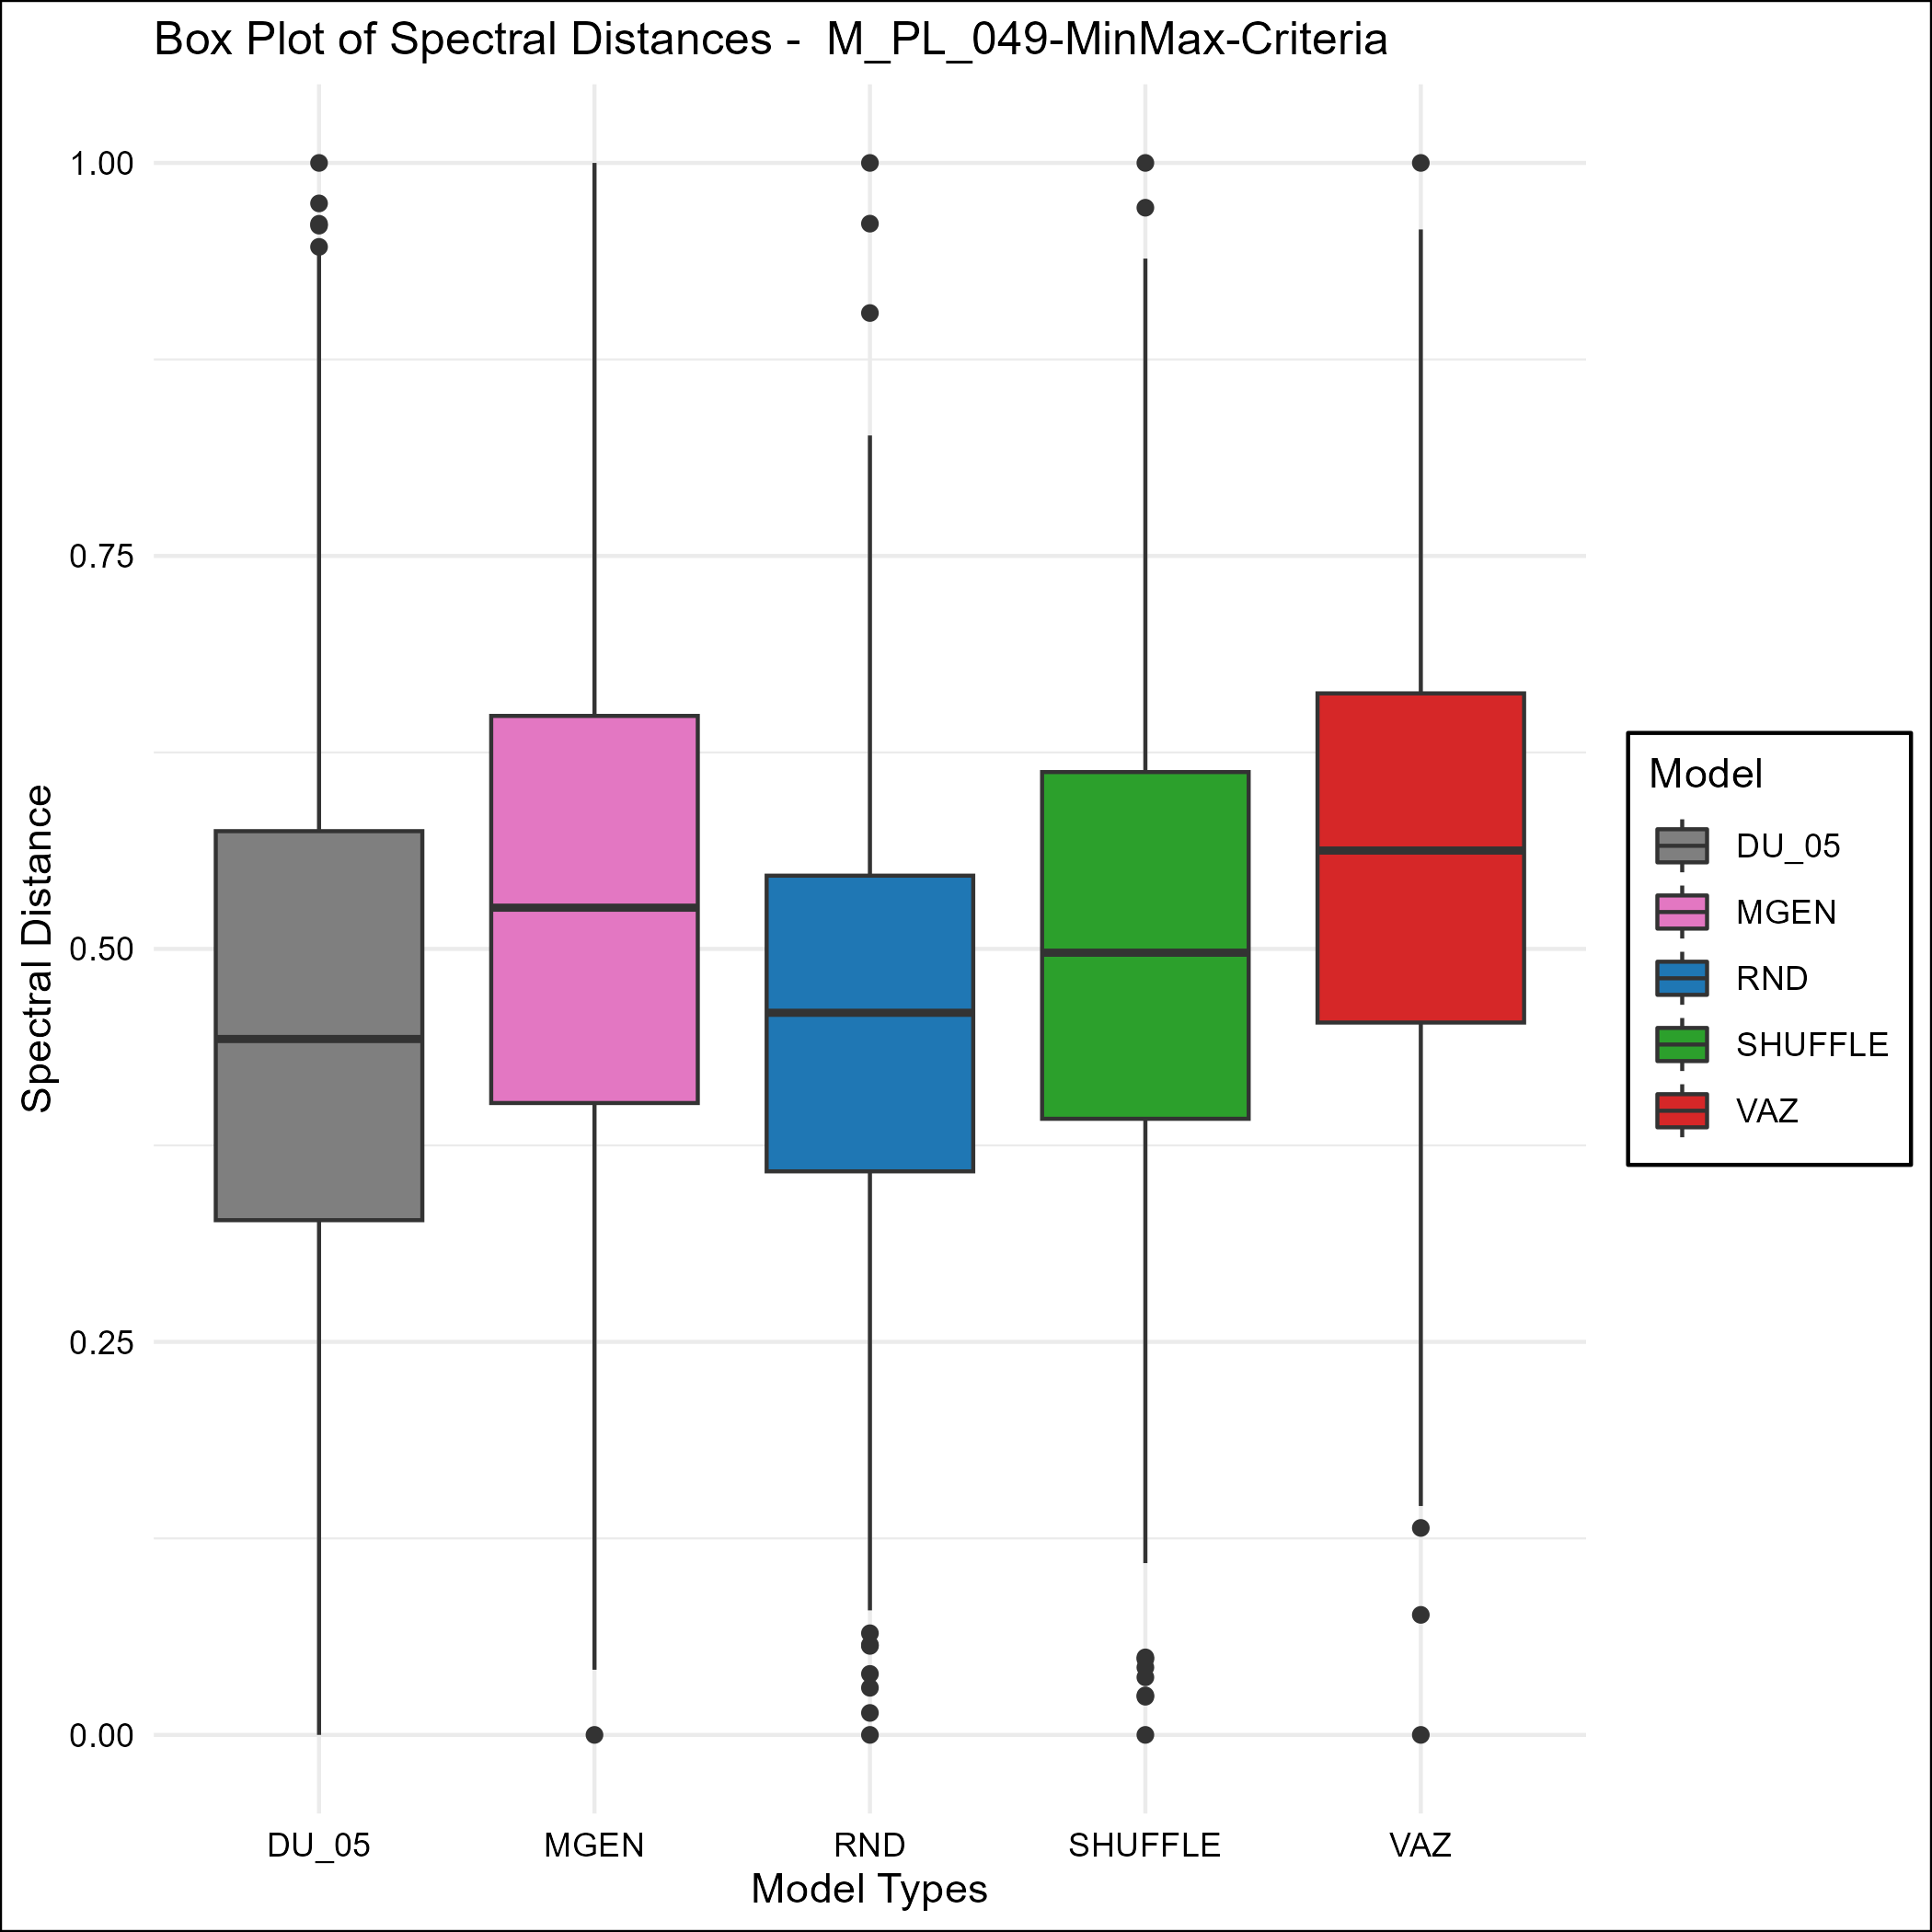 Box Plot of Spectral Distances -  M_PL_049-MinMax-Criteria
1.00
0.75
0.50
0.25
0.00
Spectral Distance
DU_05
MGEN
RND
SHUFFLE
VAZ
Model Types
Model
DU_05
MGEN
RND
SHUFFLE
VAZ